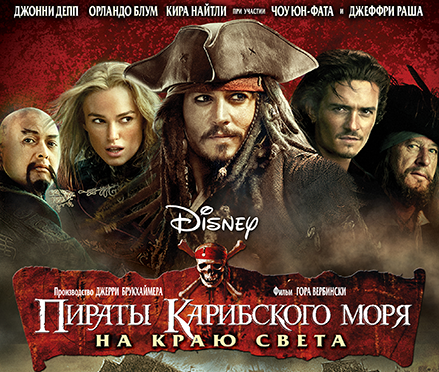 ДЖОННИ ДЕПП ОРЛАНДО БЛУМ КИРА НАЙТЛИ ПРИ УЧАСТИИ ЧОУ ЮН-ФАТА И ДЖЕФФРИ РАША
DISNEY
Производство ДЖЕРРИ БРУКХАЙМЕРА Фильм ГОРА ВЕРБИНСКИ
ПИРАТЫ КАРИБСКОГО МОРЯ
НА КРАЮ СВЕТА